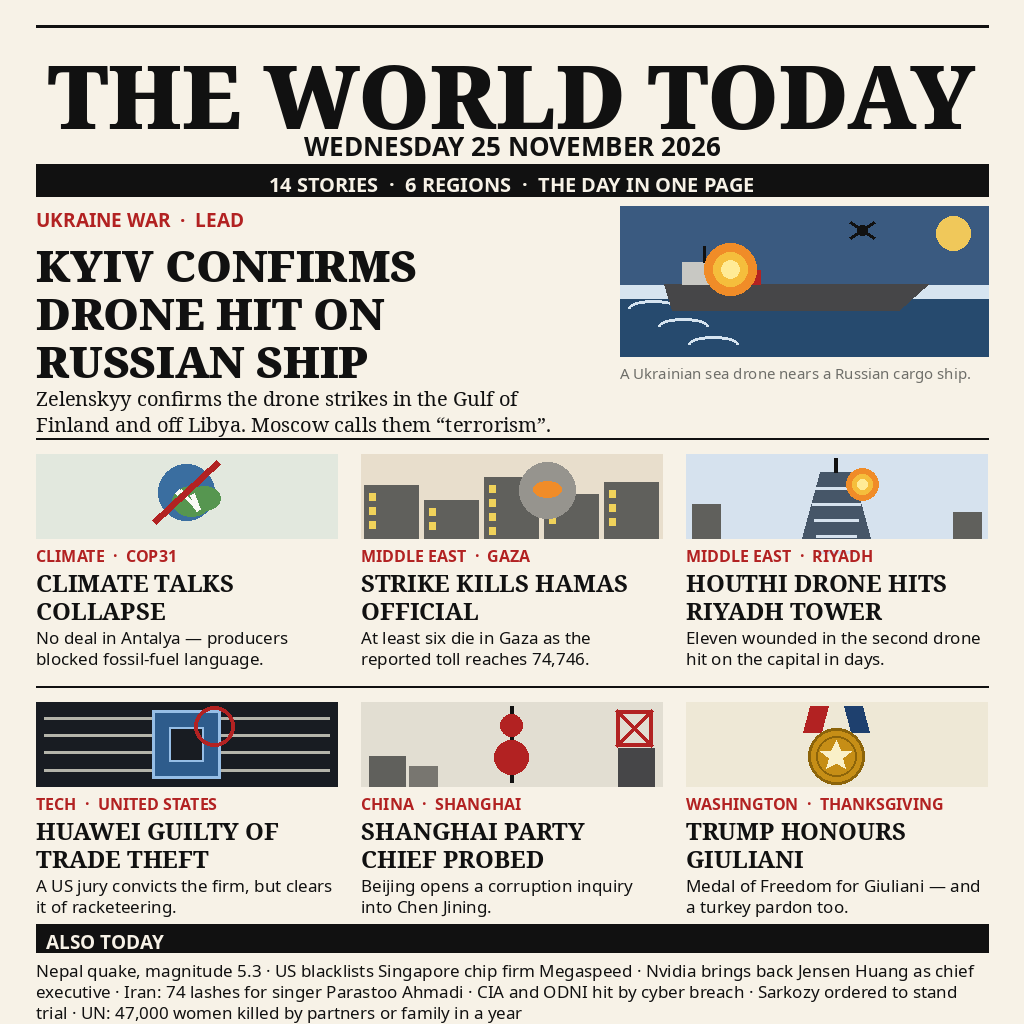 THE WORLD TODAY
WEDNESDAY 25 NOVEMBER 2026
14 STORIES · 6 REGIONS · THE DAY IN ONE PAGE
UKRAINE WAR · LEAD
KYIV CONFIRMS
DRONE HIT ON
RUSSIAN SHIP
Zelenskyy confirms the drone strikes in the Gulf of
Finland and off Libya. Moscow calls them “terrorism”.
A Ukrainian sea drone nears a Russian cargo ship.
CLIMATE · COP31
CLIMATE TALKS
COLLAPSE
No deal in Antalya — producers
blocked fossil-fuel language.
MIDDLE EAST · GAZA
STRIKE KILLS HAMAS
OFFICIAL
At least six die in Gaza as the
reported toll reaches 74,746.
MIDDLE EAST · RIYADH
HOUTHI DRONE HITS
RIYADH TOWER
Eleven wounded in the second drone
hit on the capital in days.
TECH · UNITED STATES
HUAWEI GUILTY OF
TRADE THEFT
A US jury convicts the firm, but clears
it of racketeering.
CHINA · SHANGHAI
SHANGHAI PARTY
CHIEF PROBED
Beijing opens a corruption inquiry
into Chen Jining.
WASHINGTON · THANKSGIVING
TRUMP HONOURS
GIULIANI
Medal of Freedom for Giuliani — and
a turkey pardon too.
ALSO TODAY
Nepal quake, magnitude 5.3 · US blacklists Singapore chip firm Megaspeed · Nvidia brings back Jensen Huang as chief
executive · Iran: 74 lashes for singer Parastoo Ahmadi · CIA and ODNI hit by cyber breach · Sarkozy ordered to stand
trial · UN: 47,000 women killed by partners or family in a year